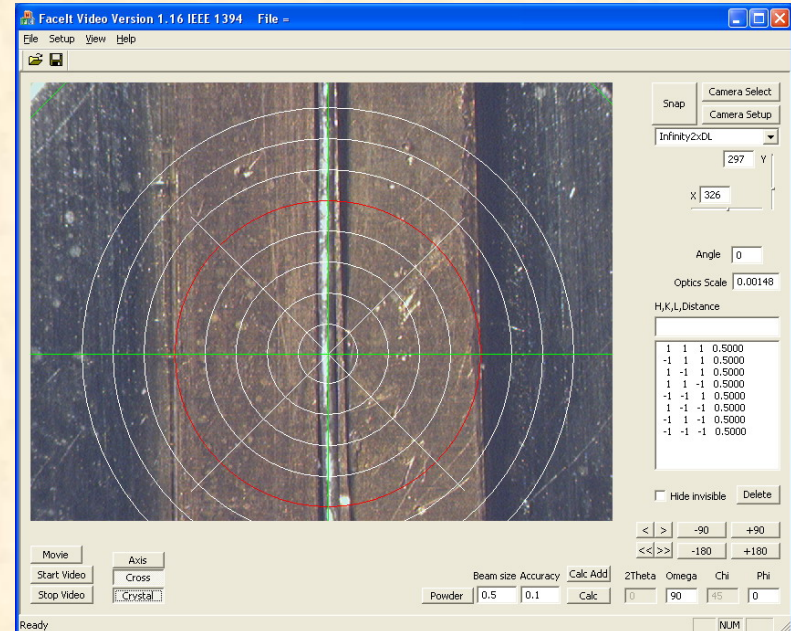 FaceIt Video Version 1.16 IEEE 1394 File =
File Setup View Help
Snap
Camera Select
Camera Setup
Infinity2xDL
297 Y
X 326
Angle 0
Optics Scale 0.00148
H,K,L,Distance
1 1 1 0.5000
-1 1 1 0.5000
1 -1 1 0.5000
1 1 -1 0.5000
-1 -1 1 0.5000
1 -1 -1 0.5000
-1 1 -1 0.5000
-1 -1 -1 0.5000
Hide invisible Delete
< > -90 +90
<< >> -180 +180
Movie Axis
Start Video Cross
Stop Video Crystal
Beam size Accuracy Calc Add
Powder 0.5 0.1 Calc
2Theta Omega Chi Phi
0 90 45 0
Ready NUM